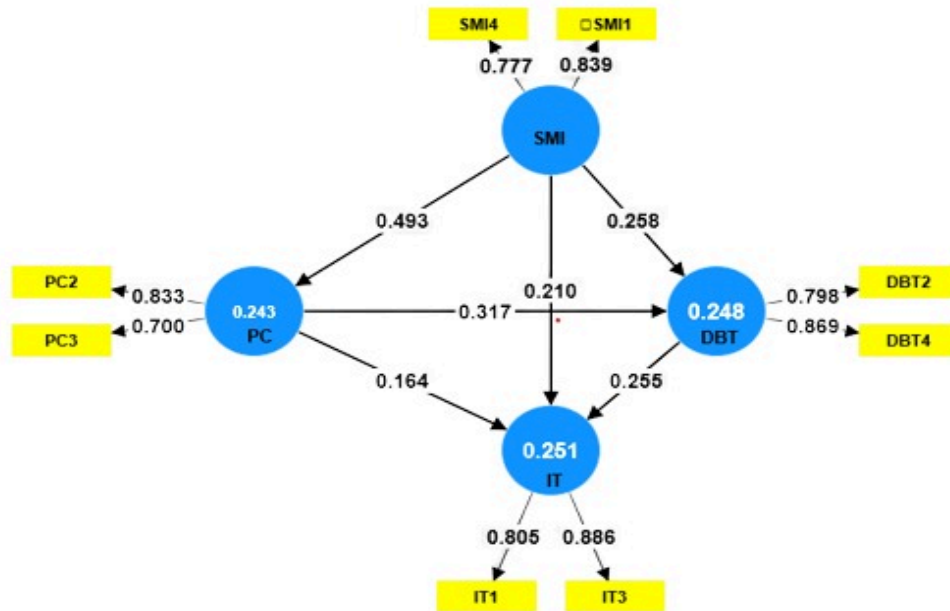 SMI4 □SMI1
0.777 0.839
SMI
0.493 0.258
PC2 DBT2
0.833 0.210 0.798
0.243 0.317 0.248
PC3 0.700 PC DBT 0.869 DBT4
0.164 0.255
0.251
IT
0.805 0.886
IT1 IT3